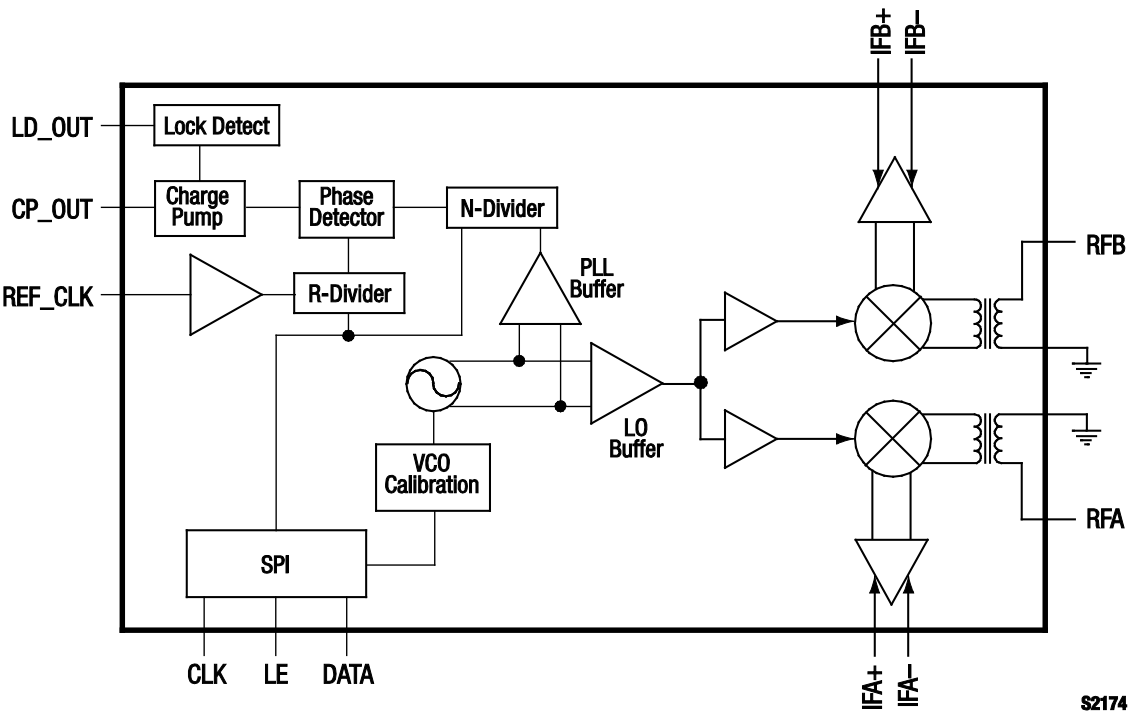 IFB+
IFB–
LD_OUT
Lock Detect
CP_OUT
Charge
Pump
Phase
Detector
N-Divider
RFB
REF_CLK
R-Divider
PLL
Buffer
LO
Buffer
VCO
Calibration
RFA
SPI
CLK
LE
DATA
IFA+
IFA–
S2174